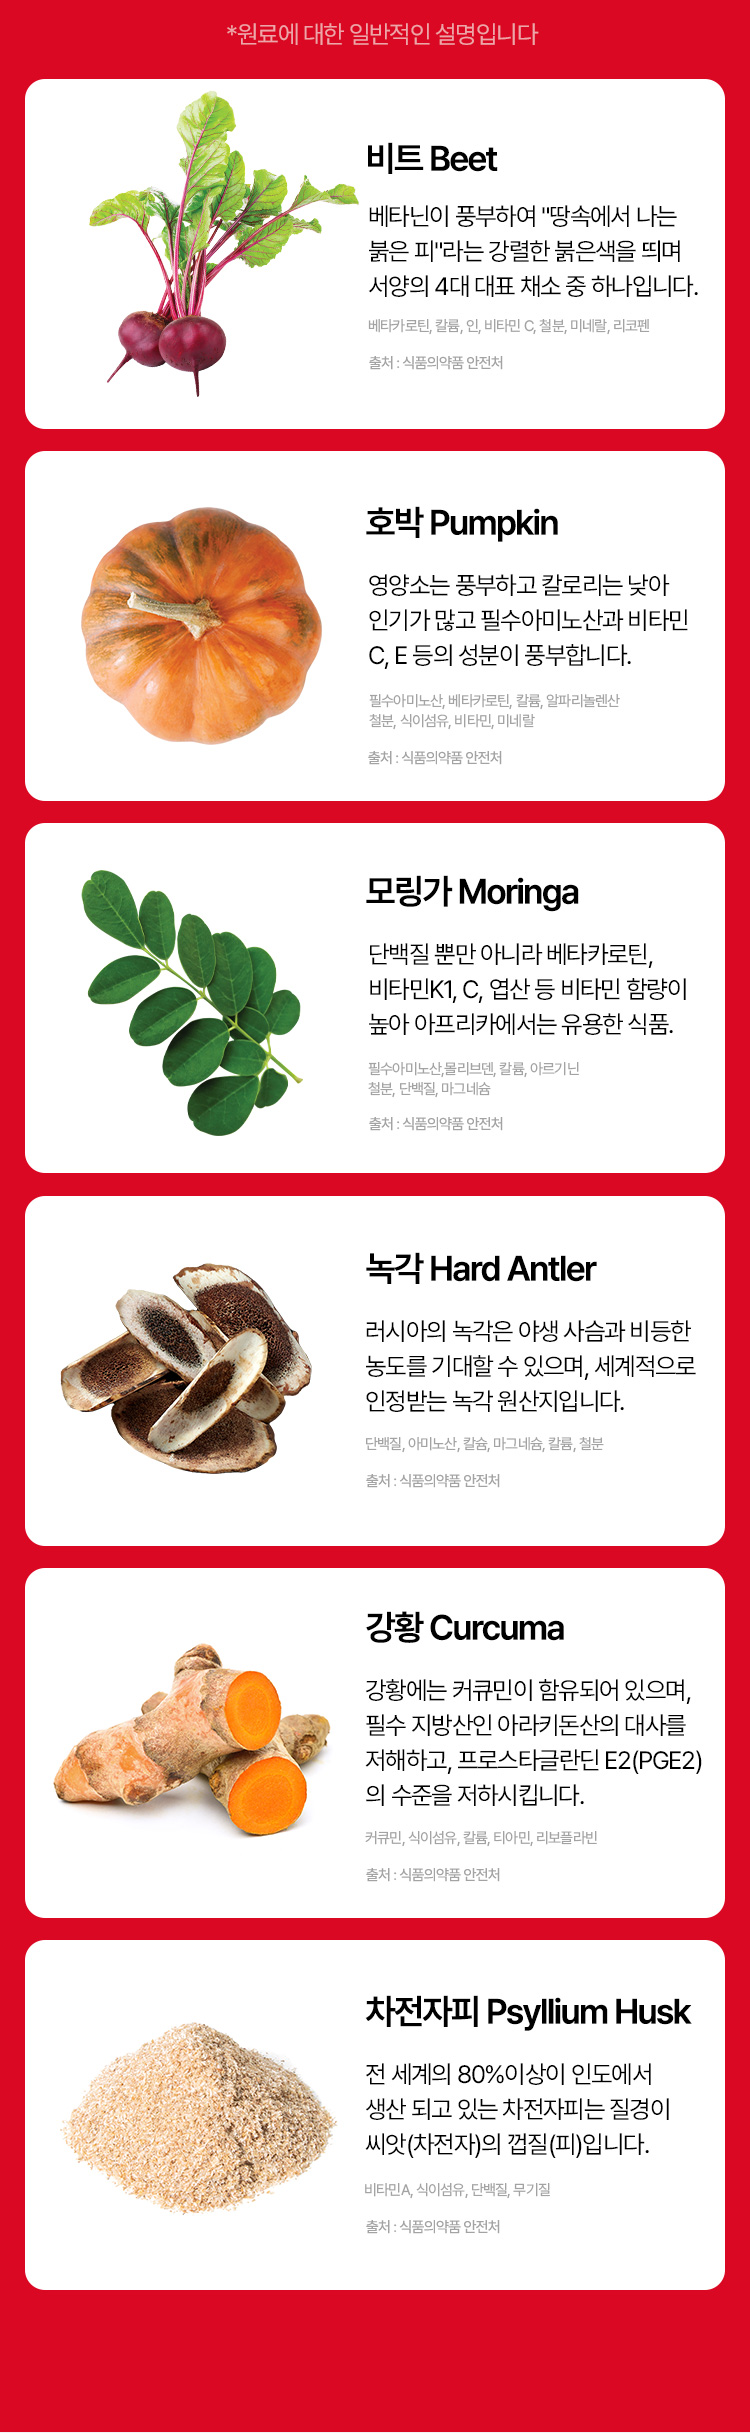 *원료에 대한 일반적인 설명입니다
비트 Beet
베타닌이 풍부하여 "땅속에서 나는
붉은 피"라는 강렬한 붉은색을 띄며
서양의 4대 대표 채소 중 하나입니다.
베타카로틴, 칼륨, 인, 비타민 C, 철분, 미네랄, 리코펜
출처 : 식품의약품 안전처
호박 Pumpkin
영양소는 풍부하고 칼로리는 낮아
인기가 많고 필수아미노산과 비타민
C, E 등의 성분이 풍부합니다.
필수아미노산, 베타카로틴, 칼륨, 알파리놀렌산
철분, 식이섬유, 비타민, 미네랄
출처 : 식품의약품 안전처
모링가 Moringa
단백질 뿐만 아니라 베타카로틴,
비타민K1, C, 엽산 등 비타민 함량이
높아 아프리카에서는 유용한 식품.
필수아미노산,몰리브덴, 칼륨, 아르기닌
철분, 단백질, 마그네슘
출처 : 식품의약품 안전처
녹각 Hard Antler
러시아의 녹각은 야생 사슴과 비등한
농도를 기대할 수 있으며, 세계적으로
인정받는 녹각 원산지입니다.
단백질, 아미노산, 칼슘, 마그네슘, 칼륨, 철분
출처 : 식품의약품 안전처
강황 Curcuma
강황에는 커큐민이 함유되어 있으며,
필수 지방산인 아라키돈산의 대사를
저해하고, 프로스타글란딘 E2(PGE2)
의 수준을 저하시킵니다.
커큐민, 식이섬유, 칼륨, 티아민, 리보플라빈
출처 : 식품의약품 안전처
차전자피 Psyllium Husk
전 세계의 80%이상이 인도에서
생산 되고 있는 차전자피는 질경이
씨앗(차전자)의 껍질(피)입니다.
비타민A, 식이섬유, 단백질, 무기질
출처 : 식품의약품 안전처